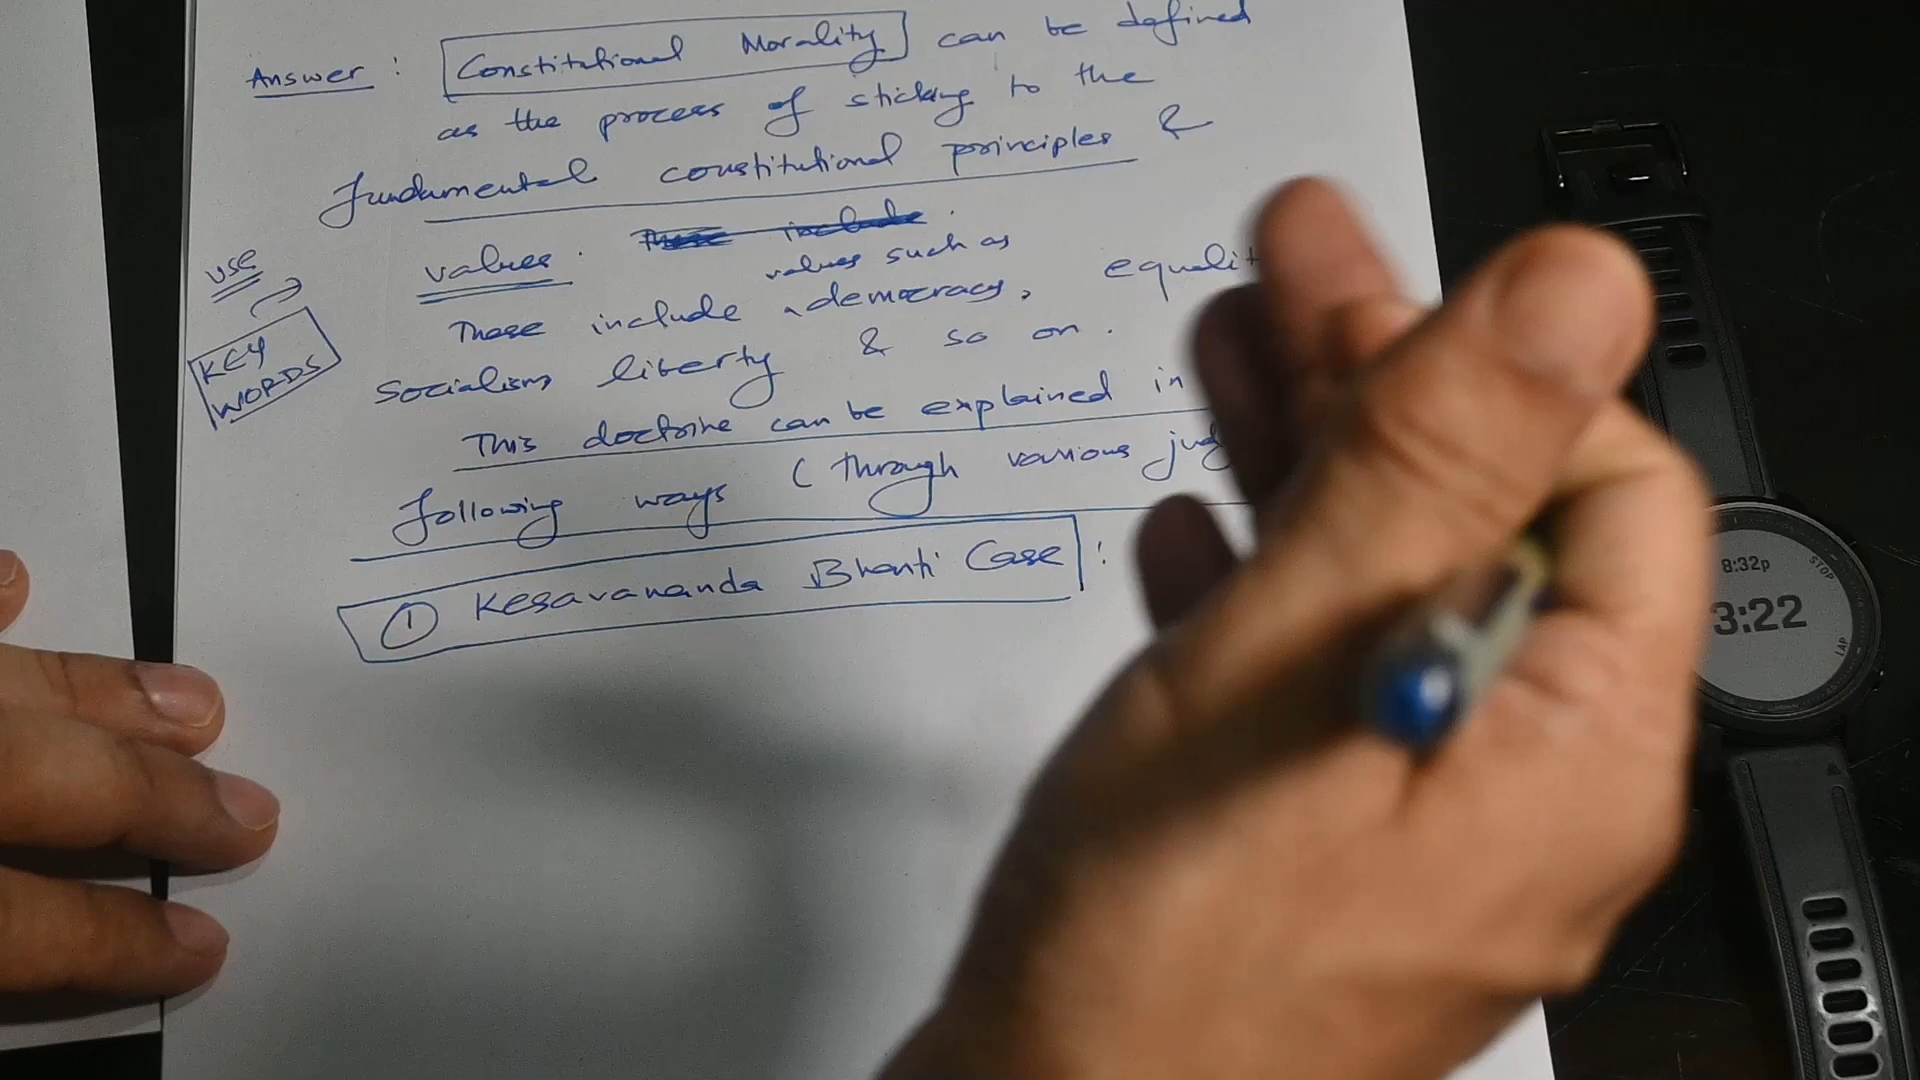 Answer : Constitutional Morality can be defined
as the process of sticking to the
fundamental constitutional principles &
values.
values such as
These include democracy, equalit
Socialism, liberty & so on.
This doctrine can be explained in
following ways (through various jud
① Kesavananda Bharti Case :
USE
KEY
WORDS
8:32p
STOP
3:22
LAP